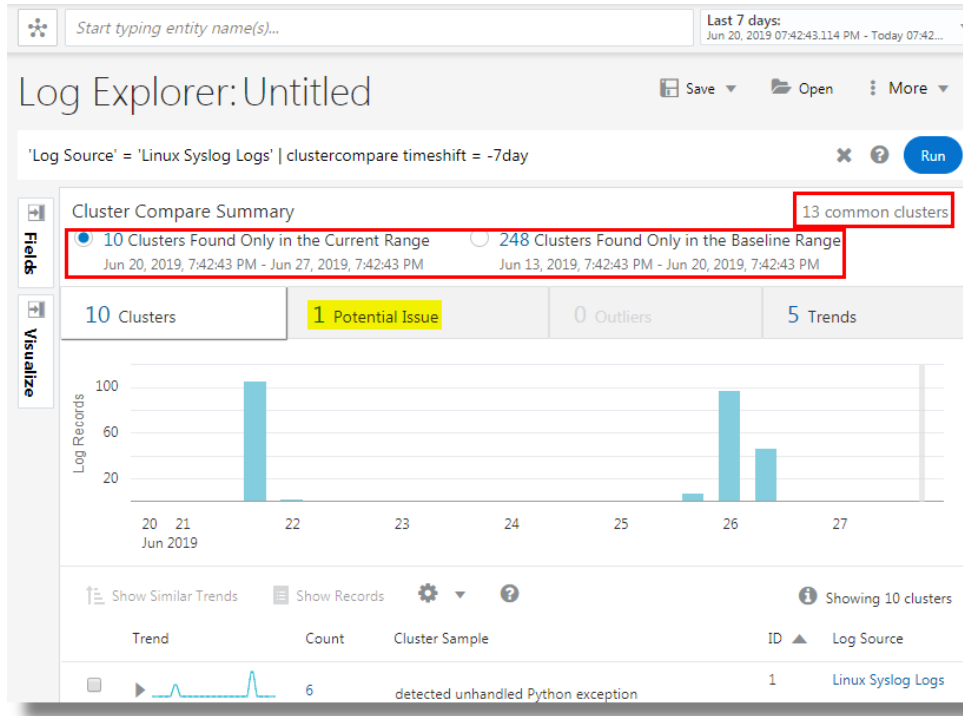 Start typing entity name(s)...
Last 7 days:
Jun 20, 2019 07:42:43.114 PM - Today 07:42...
Log Explorer: Untitled
Save
Open
More
'Log Source' = 'Linux Syslog Logs' | clustercompare timeshift = -7day
Run
Fields
Visualize
Cluster Compare Summary
13 common clusters
10 Clusters Found Only in the Current Range
248 Clusters Found Only in the Baseline Range
Jun 20, 2019, 7:42:43 PM - Jun 27, 2019, 7:42:43 PM
Jun 13, 2019, 7:42:43 PM - Jun 20, 2019, 7:42:43 PM
10 Clusters
1 Potential Issue
0 Outliers
5 Trends
Log Records
100
60
20
20 21 22 23 24 25 26 27
Jun 2019
Show Similar Trends
Show Records
Showing 10 clusters
Trend Count Cluster Sample ID Log Source
6 detected unhandled Python exception 1 Linux Syslog Logs